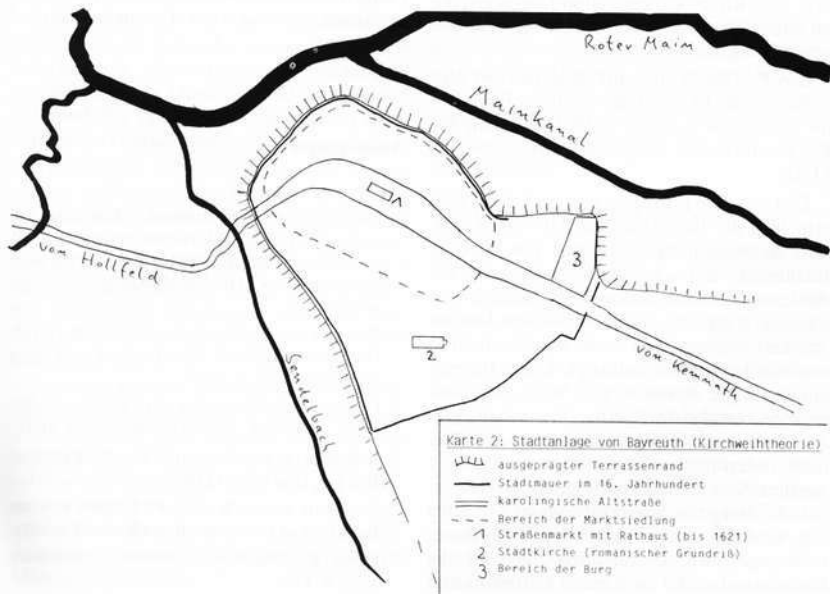 Roter Main
Mainkanal
1
3
von Hollfeld
2
von Kemnath
Sendelbach
Karte 2: Stadtanlage von Bayreuth (Kirchweihtheorie)
ausgeprägter Terrassenrand
Stadtmauer im 16. Jahrhundert
karolingische Altstraße
Bereich der Marktsiedlung
1 Straßenmarkt mit Rathaus (bis 1621)
2 Stadtkirche (romanischer Grundriß)
3 Bereich der Burg